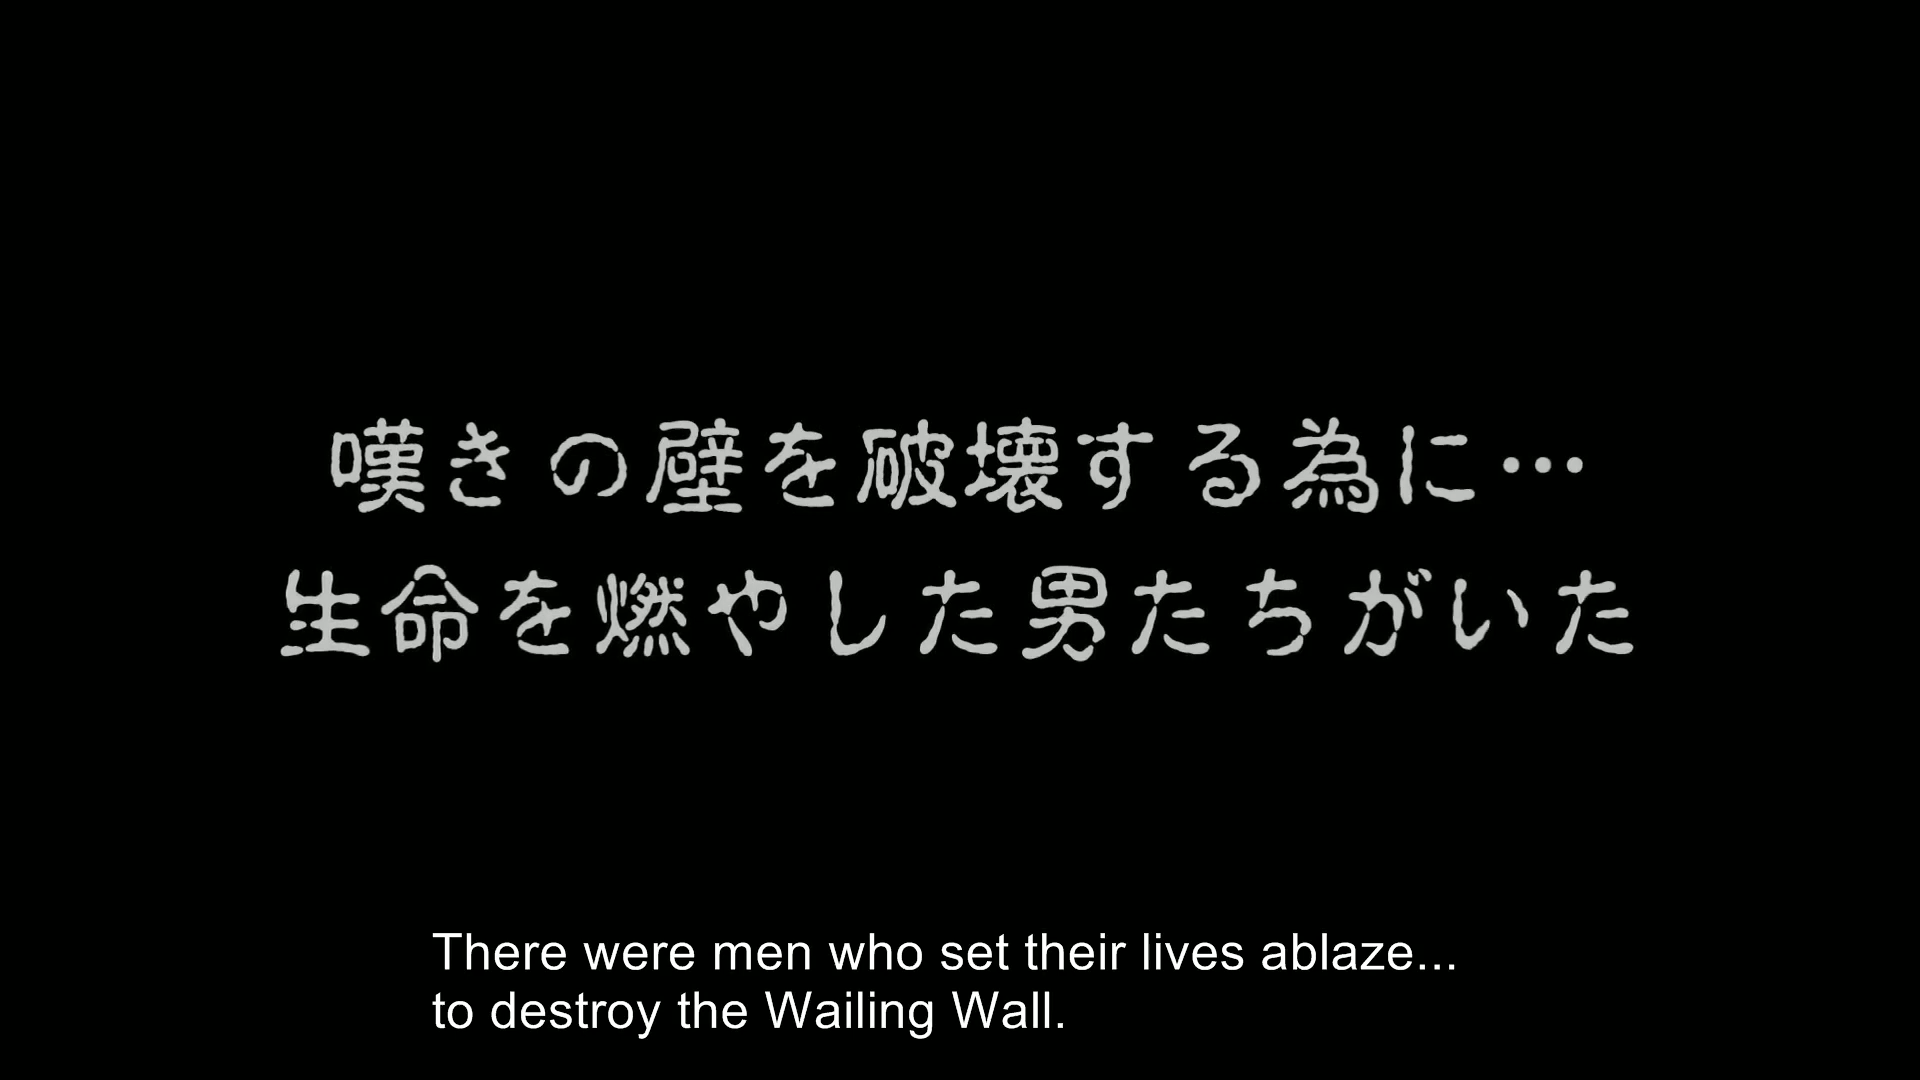 嘆きの壁を破壊する為に…
生命を燃やした男たちがいた
There were men who set their lives ablaze...
to destroy the Wailing Wall.